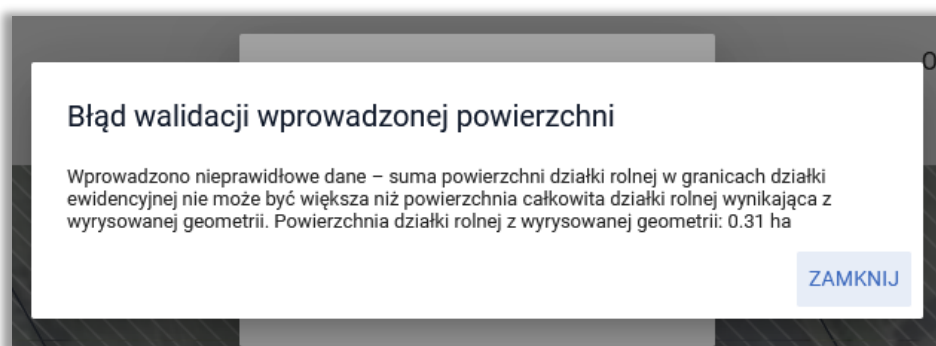 Błąd walidacji wprowadzonej powierzchni
Wprowadzono nieprawidłowe dane – suma powierzchni działki rolnej w granicach działki
ewidencyjnej nie może być większa niż powierzchnia całkowita działki rolnej wynikająca z
wyrysowanej geometrii. Powierzchnia działki rolnej z wyrysowanej geometrii: 0.31 ha
ZAMKNIJ